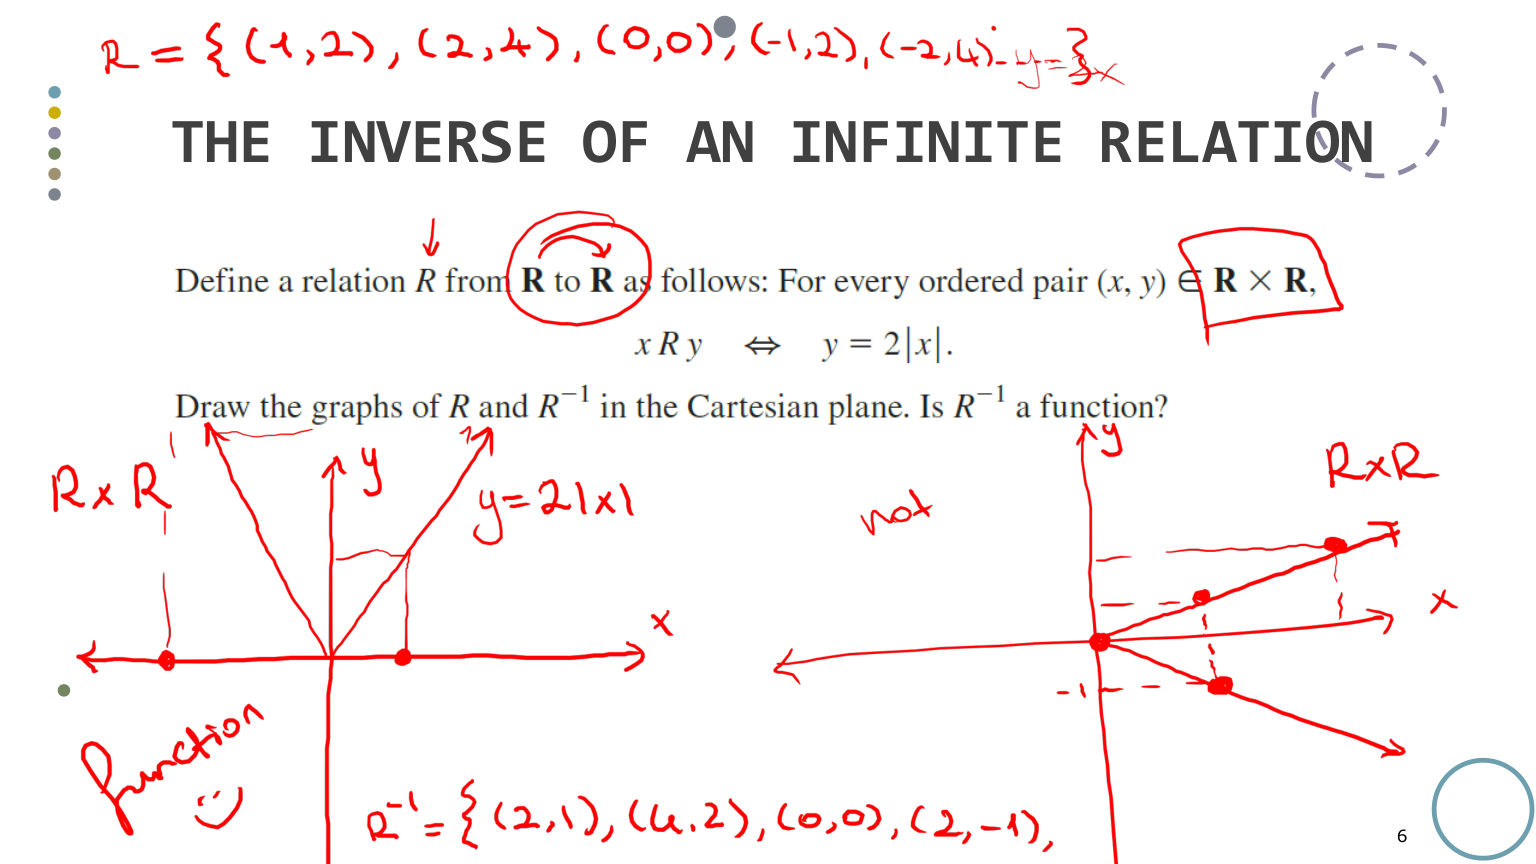 R = {(1,2), (2,4), (0,0), (-1,2), (-2,4) y=2x
THE INVERSE OF AN INFINITE RELATION
Define a relation R from R to R as follows: For every ordered pair (x, y) ∈ R × R,
x R y ⇔ y = 2|x|.
Draw the graphs of R and R⁻¹ in the Cartesian plane. Is R⁻¹ a function?
R x R
y
y = 2|x|
x
function
not
y
R x R
x
-1
R⁻¹ = {(2,1), (4,2), (0,0), (2,-1),
6